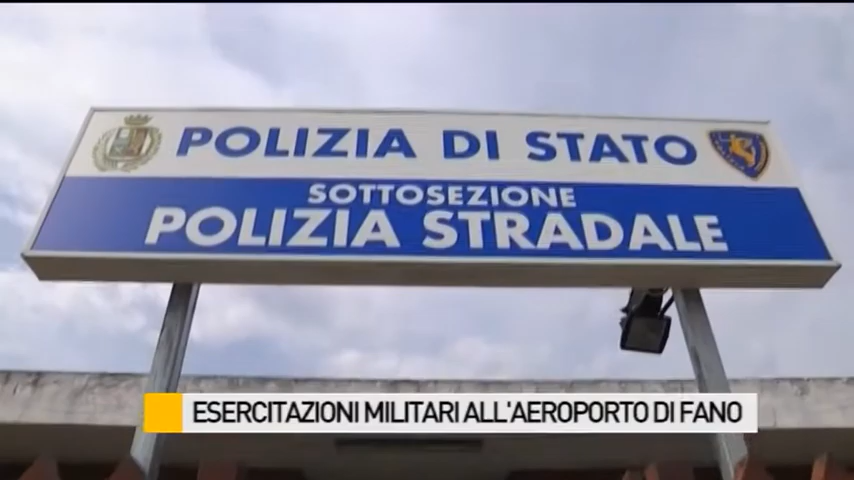 POLIZIA DI STATO
SOTTOSEZIONE
POLIZIA STRADALE
ESERCITAZIONI MILITARI ALL'AEROPORTO DI FANO